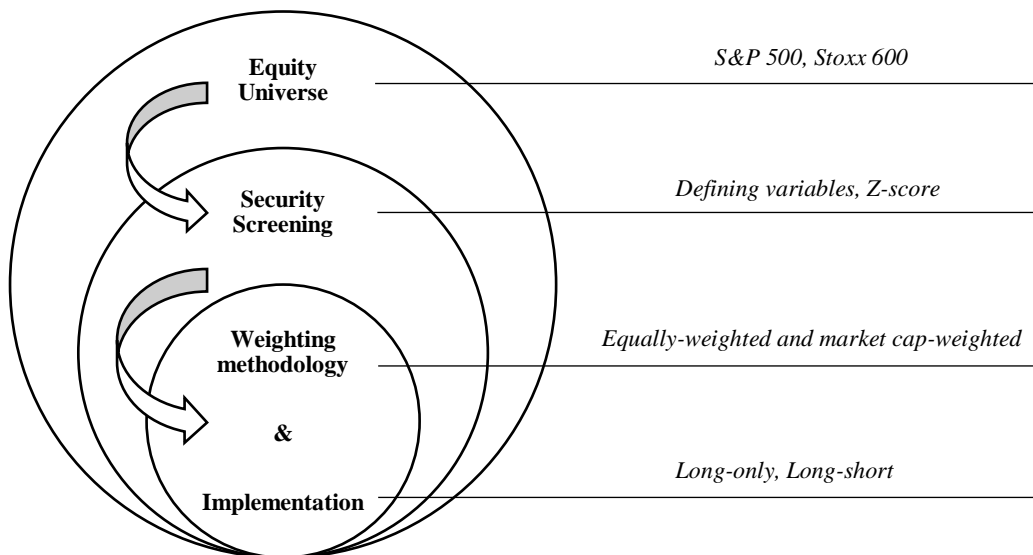 S&P 500, Stoxx 600
Equity
Universe
Defining variables, Z-score
Security
Screening
Equally-weighted and market cap-weighted
Weighting
methodology
&
Long-only, Long-short
Implementation